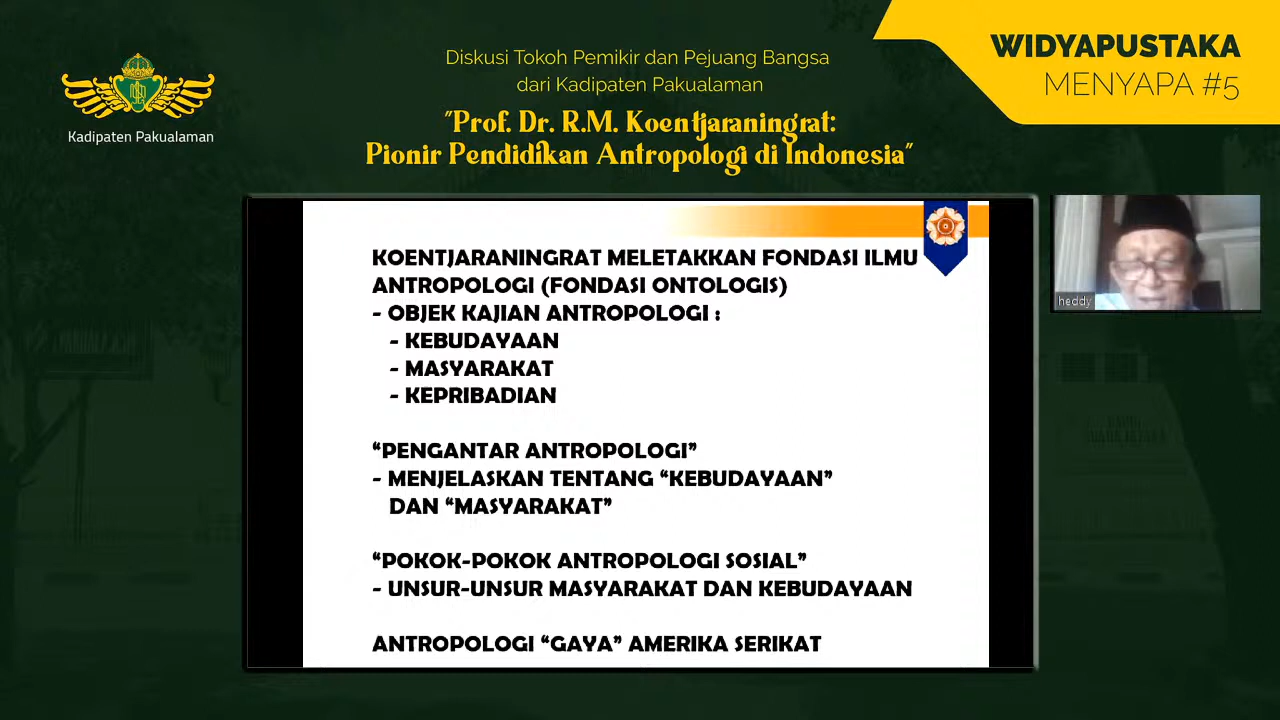 WIDYAPUSTAKA
MENYAPA #5
Diskusi Tokoh Pemikir dan Pejuang Bangsa
dari Kadipaten Pakualaman
"Prof. Dr. R.M. Koentjaraningrat:
Pionir Pendidikan Antropologi di Indonesia"
Kadipaten Pakualaman
KOENTJARANINGRAT MELETAKKAN FONDASI ILMU
ANTROPOLOGI (FONDASI ONTOLOGIS)
- OBJEK KAJIAN ANTROPOLOGI :
- KEBUDAYAAN
- MASYARAKAT
- KEPRIBADIAN
“PENGANTAR ANTROPOLOGI”
- MENJELASKAN TENTANG “KEBUDAYAAN”
DAN “MASYARAKAT”
“POKOK-POKOK ANTROPOLOGI SOSIAL”
- UNSUR-UNSUR MASYARAKAT DAN KEBUDAYAAN
ANTROPOLOGI “GAYA” AMERIKA SERIKAT
heddy